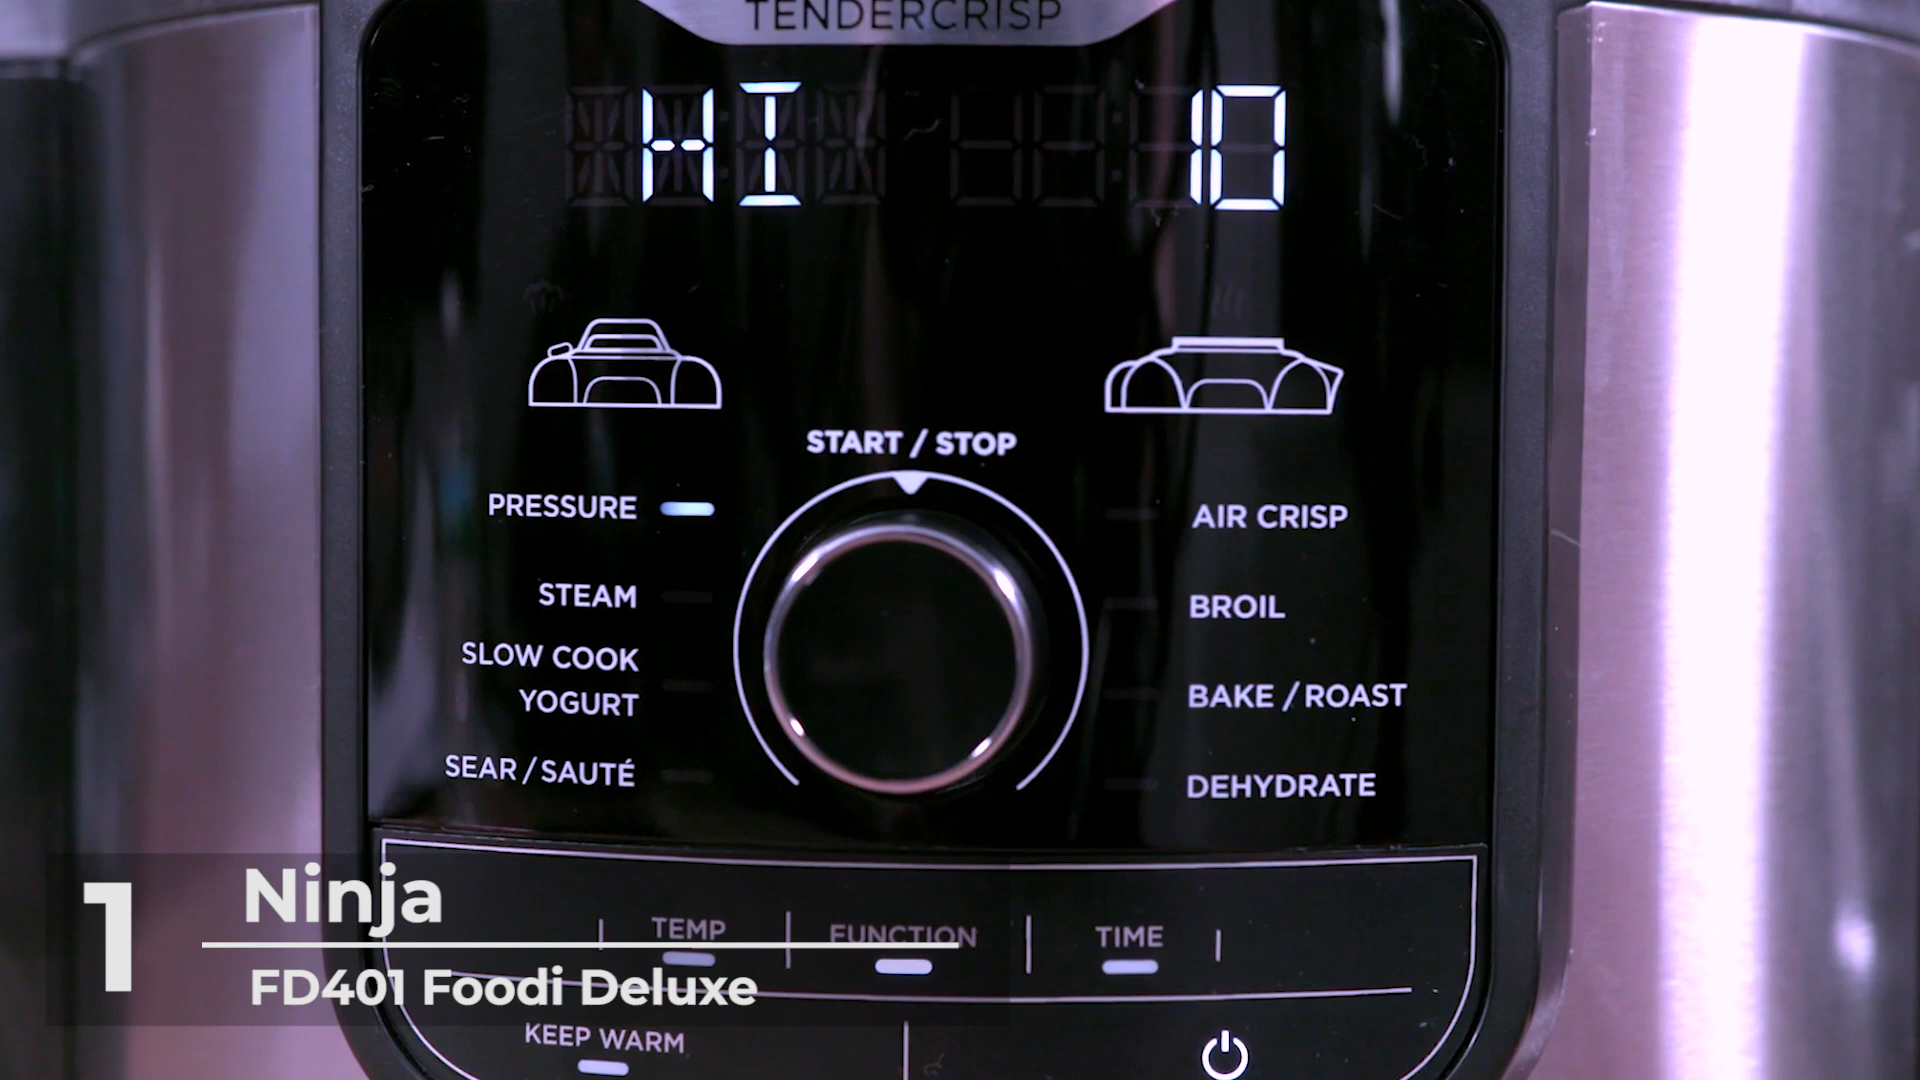 TENDERCRISP
HI 10
START / STOP
PRESSURE
STEAM
SLOW COOK
YOGURT
SEAR / SAUTÉ
AIR CRISP
BROIL
BAKE / ROAST
DEHYDRATE
TEMP FUNCTION TIME
KEEP WARM
1
Ninja
FD401 Foodi Deluxe